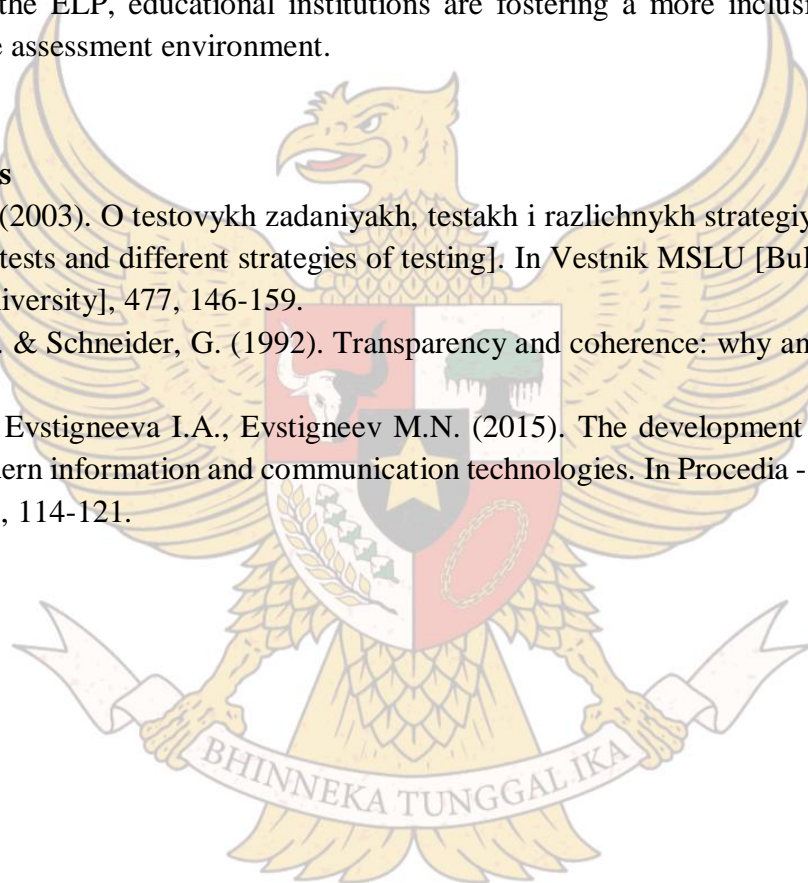 the ELP, educational institutions are fostering a more inclusi
e assessment environment.
s
(2003). O testovykh zadaniyakh, testakh i razlichnykh strategiy
tests and different strategies of testing]. In Vestnik MSLU [Bul
iversity], 477, 146-159.
. & Schneider, G. (1992). Transparency and coherence: why an
Evstigneeva I.A., Evstigneev M.N. (2015). The development
dern information and communication technologies. In Procedia -
, 114-121.
BHINNEKA TUNGGAL IKA